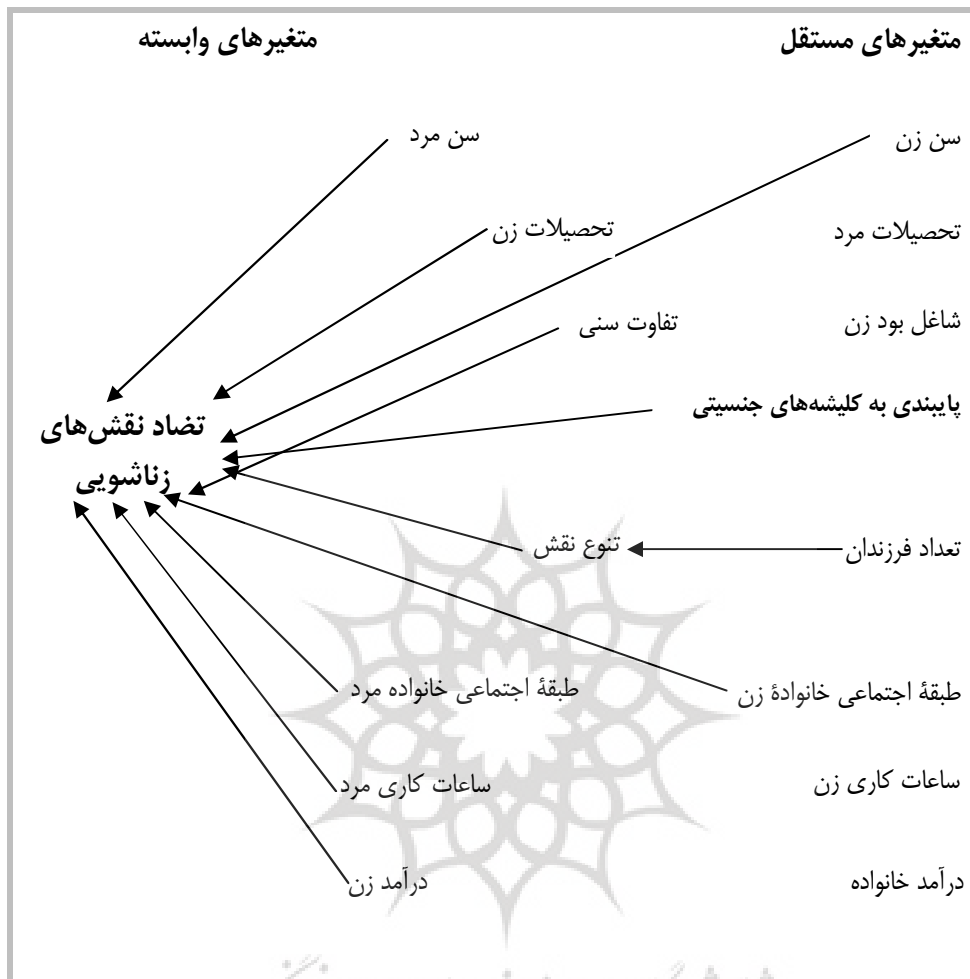 متغیرهای مستقل متغیرهای وابسته
سن زن سن مرد
تحصیلات مرد تحصیلات زن
شاغل بود زن تفاوت سنی
پایبندی به کلیشه‌های جنسیتی
تضاد نقش‌های
زناشویی
تعداد فرزندان تنوع نقش
طبقهٔ اجتماعی خانوادهٔ زن طبقهٔ اجتماعی خانواده مرد
ساعات کاری زن ساعات کاری مرد
درآمد خانواده درآمد زن